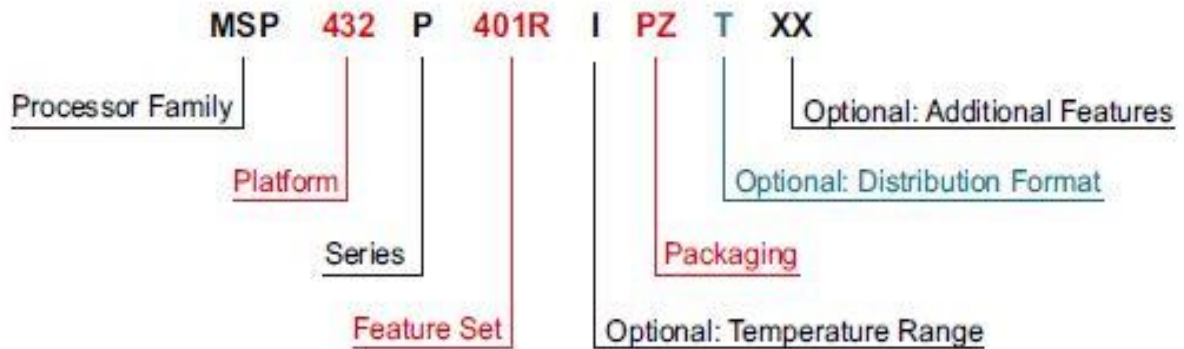 MSP 432 P 401R I PZ T XX
Processor Family
Optional: Additional Features
Platform
Optional: Distribution Format
Series
Packaging
Feature Set
Optional: Temperature Range